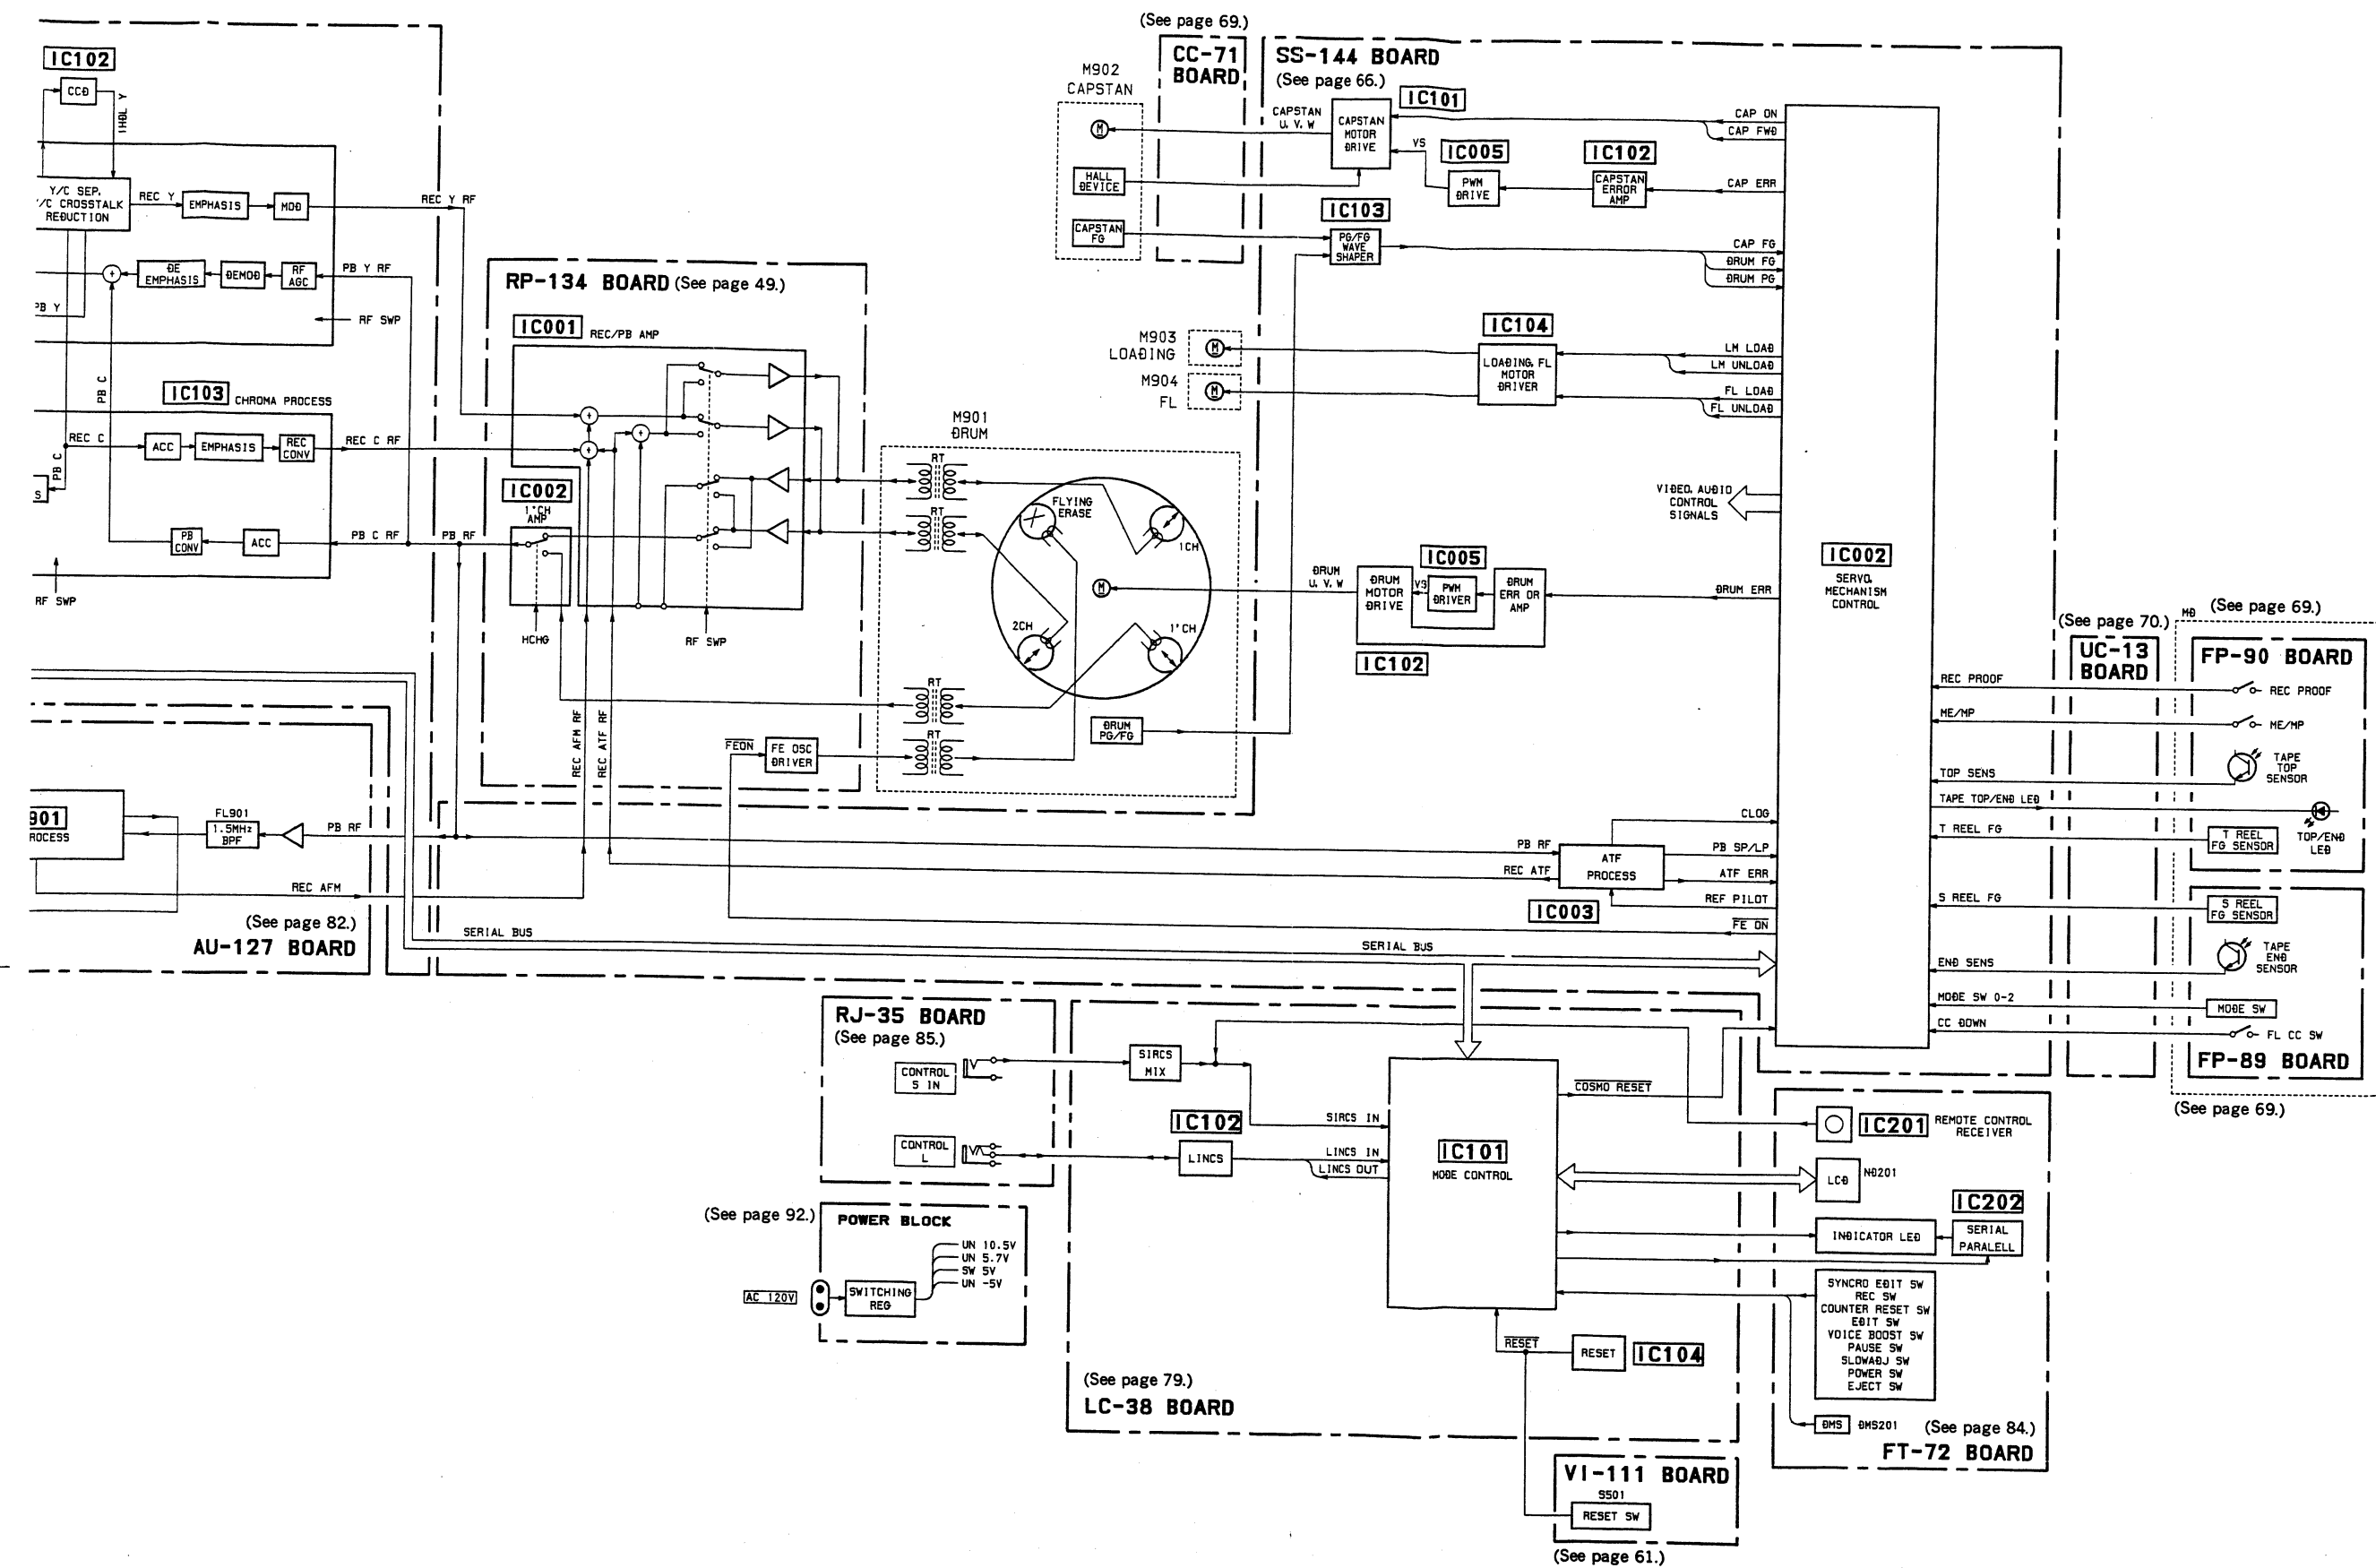 IC102
CCD
1HDL Y
Y/C SEP.
/C CROSSTALK
REDUCTION
REC Y
EMPHASIS
MOD
REC Y RF
DE
EMPHASIS
DEMOD
RF
AGC
PB Y RF
PB Y
RF SWP
PB C
IC103 CHROMA PROCESS
REC C
ACC
EMPHASIS
REC
CONV
REC C RF
PB C
S
PB
CONV
ACC
PB C RF
PB RF
RF SWP
901
ROCESS
FL901
1.5MHz
BPF
PB RF
REC AFM
(See page 82.)
AU-127 BOARD
RP-134 BOARD (See page 49.)
IC001 REC/PB AMP
IC002
1'CH
AMP
HCHG
RF SWP
REC AFM RF
REC ATF RF
FEON
FE OSC
DRIVER
M901
DRUM
RT
RT
RT
RT
FLYING
ERASE
1CH
M
2CH
1'CH
DRUM
PG/FG
(See page 69.)
CC-71
BOARD
M902
CAPSTAN
M
HALL
DEVICE
CAPSTAN
FG
SS-144 BOARD
(See page 66.)
CAPSTAN
U. V. W
CAPSTAN
MOTOR
DRIVE
IC101
VS
IC005
PWM
DRIVE
IC102
CAPSTAN
ERROR
AMP
CAP ON
CAP FWD
CAP ERR
IC103
PG/FG
WAVE
SHAPER
CAP FG
DRUM FG
DRUM PG
M903
LOADING
M
M904
FL
M
IC104
LOADING, FL
MOTOR
DRIVER
LM LOAD
LM UNLOAD
FL LOAD
FL UNLOAD
VIDEO, AUDIO
CONTROL
SIGNALS
IC002
SERVO,
MECHANISM
CONTROL
DRUM
U. V. W
DRUM
MOTOR
DRIVE
VS
IC005
PWM
DRIVER
DRUM
ERR OR
AMP
DRUM ERR
IC102
CLOG
PB RF
REC ATF
ATF
PROCESS
IC003
PB SP/LP
ATF ERR
REF PILOT
FE ON
SERIAL BUS
SERIAL BUS
(See page 70.)
UC-13
BOARD
MD
(See page 69.)
FP-90 BOARD
REC PROOF
REC PROOF
ME/MP
ME/MP
TOP SENS
TAPE
TOP
SENSOR
TAPE TOP/END LED
TOP/END
LED
T REEL FG
T REEL
FG SENSOR
S REEL FG
S REEL
FG SENSOR
END SENS
TAPE
END
SENSOR
MODE SW 0-2
MODE SW
CC DOWN
FL CC SW
FP-89 BOARD
(See page 69.)
RJ-35 BOARD
(See page 85.)
CONTROL
S IN
CONTROL
L
SIRCS
MIX
IC102
LINCS
SIRCS IN
LINCS IN
LINCS OUT
IC101
MODE CONTROL
COSMO RESET
RESET
RESET
IC104
(See page 79.)
LC-38 BOARD
(See page 92.)
POWER BLOCK
AC 120V
SWITCHING
REG
UN 10.5V
UN 5.7V
SW 5V
UN -5V
IC201 REMOTE CONTROL
RECEIVER
LCD
ND201
IC202
INDICATOR LED
SERIAL
PARALELL
SYNCRO EDIT SW
REC SW
COUNTER RESET SW
EDIT SW
VOICE BOOST SW
PAUSE SW
SLOWADJ SW
POWER SW
EJECT SW
DMS DMS201
(See page 84.)
FT-72 BOARD
VI-111 BOARD
S501
RESET SW
(See page 61.)